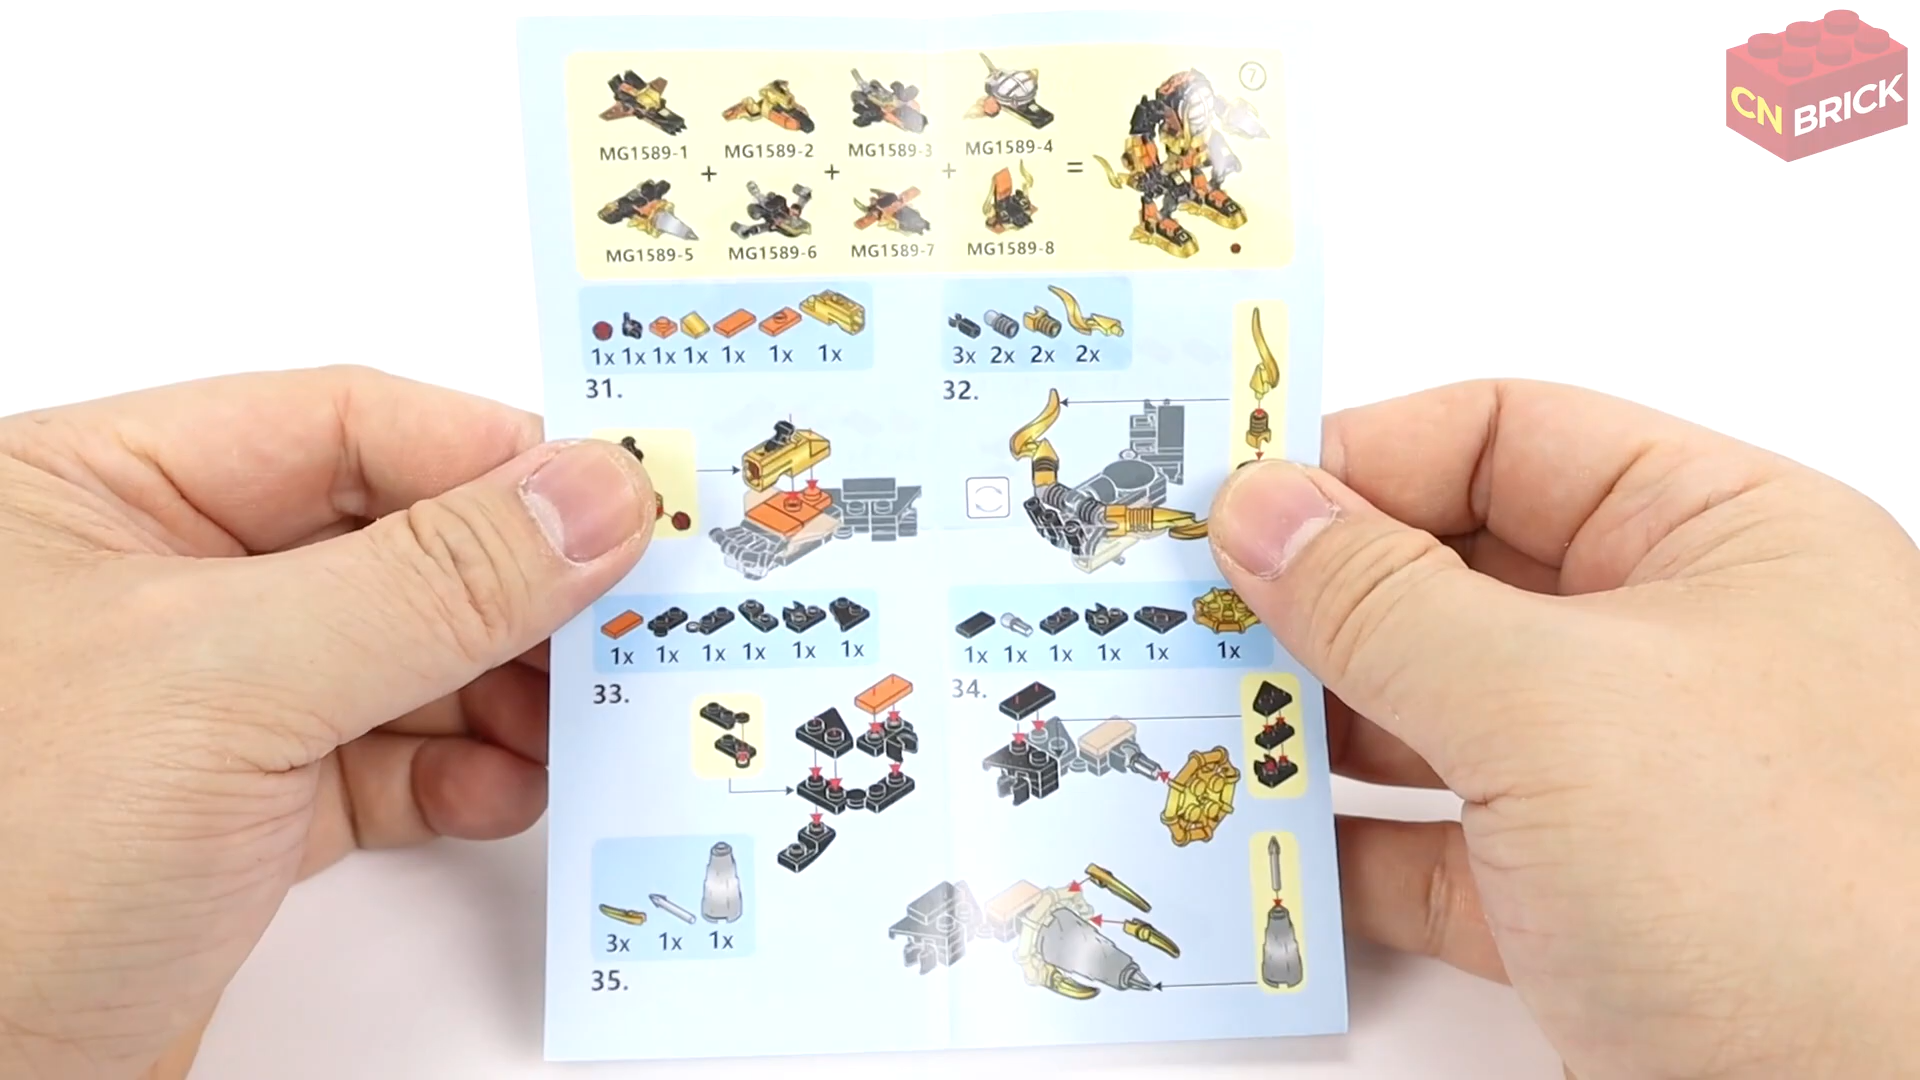 CN BRICK
7
MG1589-1 + MG1589-2 + MG1589-3 + MG1589-4 =
MG1589-5 MG1589-6 MG1589-7 MG1589-8
1x 1x 1x 1x 1x 1x 1x
31.
3x 2x 2x 2x
32.
1x 1x 1x 1x 1x 1x
33.
1x 1x 1x 1x 1x 1x
34.
3x 1x 1x
35.